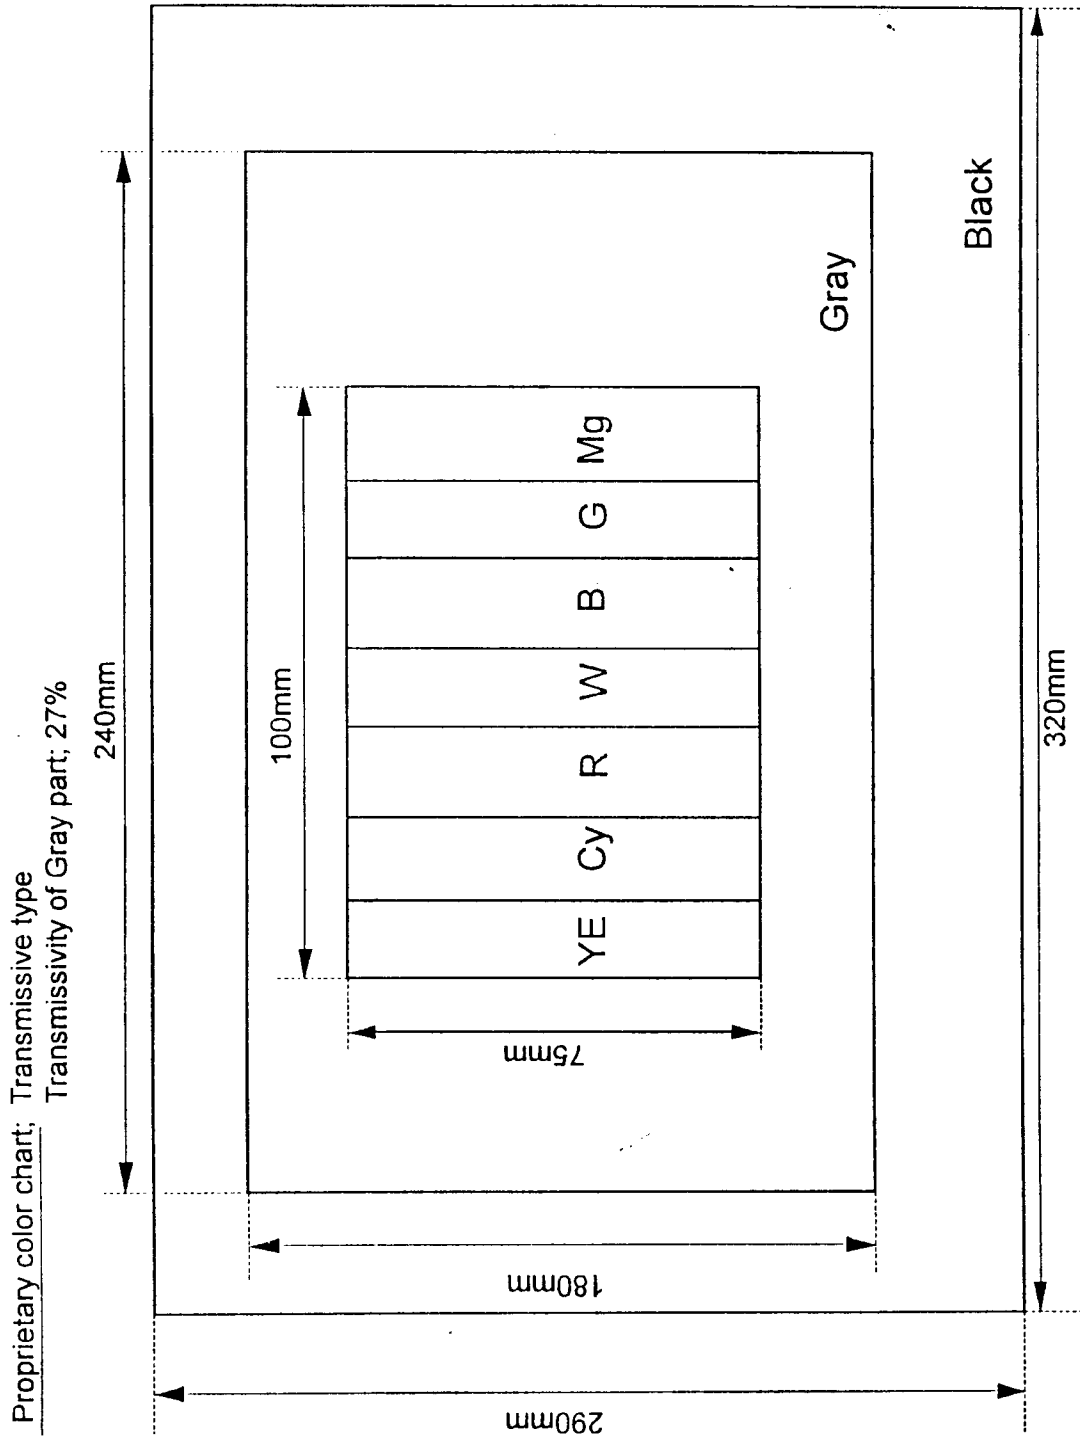 Proprietary color chart; Transmissive type
Transmissivity of Gray part; 27%
240mm
100mm
YE Cy R W B G Mg
75mm
180mm
290mm
Gray
Black
320mm